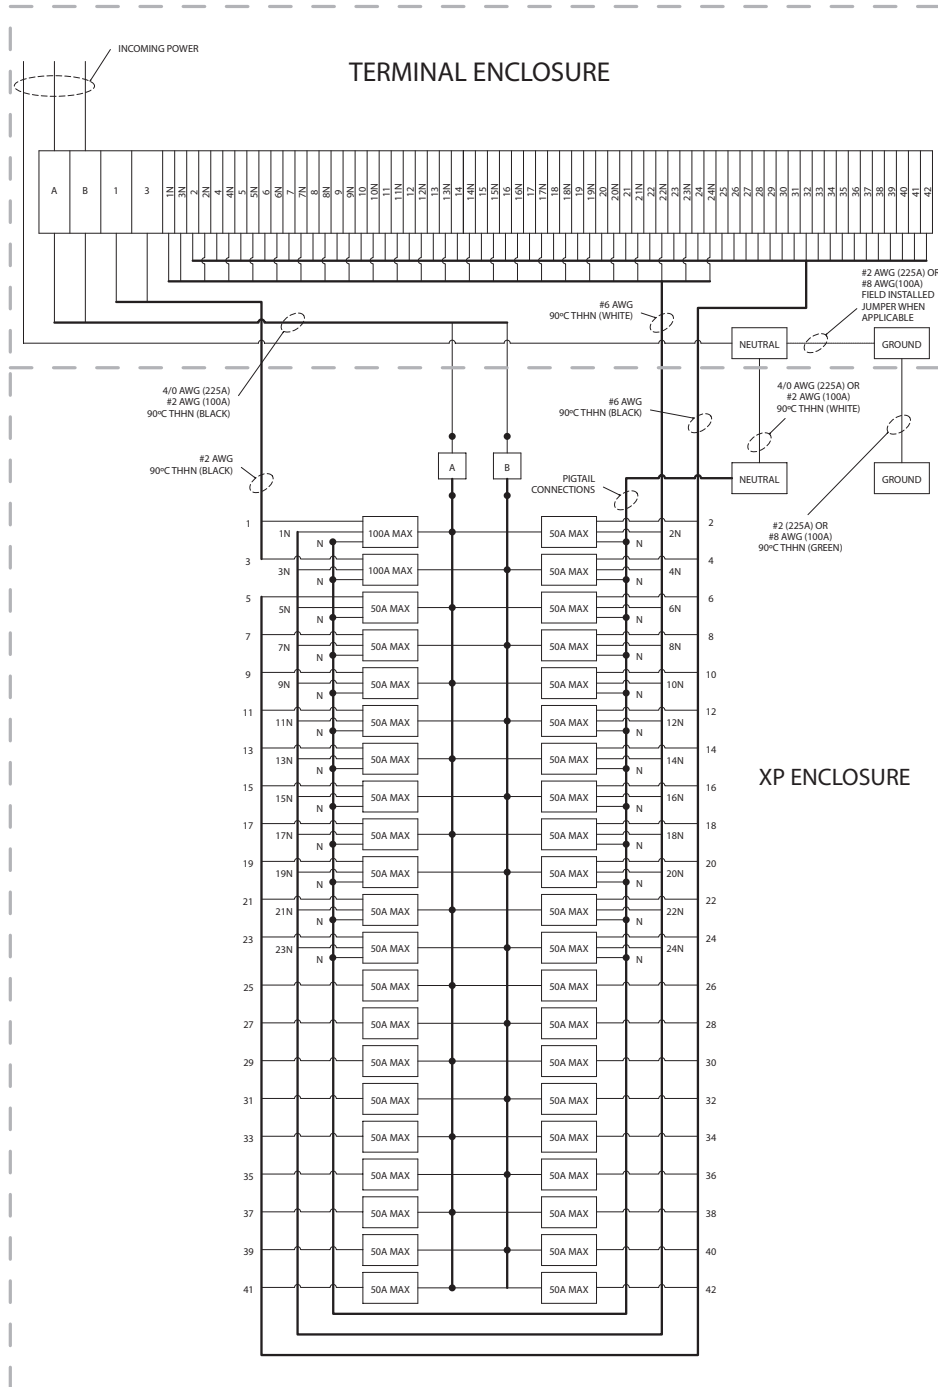 INCOMING POWER
TERMINAL ENCLOSURE
A B 1 3 1N 3N 2 2N 4 4N 5 5N 6 6N 7 7N 8 8N 9 9N 10 10N 11 11N 12 12N 13 13N 14 14N 15 15N 16 16N 17 17N 18 18N 19 19N 20 20N 21 21N 22 22N 23 23N 24 24N 25 26 27 28 29 30 31 32 33 34 35 36 37 38 39 40 41 42
#2 AWG (225A) OR
#8 AWG(100A)
FIELD INSTALLED
JUMPER WHEN
APPLICABLE
#6 AWG
90ºC THHN (WHITE)
NEUTRAL
GROUND
4/0 AWG (225A)
#2 AWG (100A)
90ºC THHN (BLACK)
#6 AWG
90ºC THHN (BLACK)
4/0 AWG (225A) OR
#2 AWG (100A)
90ºC THHN (WHITE)
#2 AWG
90ºC THHN (BLACK)
A
B
PIGTAIL
CONNECTIONS
NEUTRAL
GROUND
#2 (225A) OR
#8 AWG (100A)
90ºC THHN (GREEN)
1 2
1N 100A MAX 50A MAX 2N
N N
3 4
3N 100A MAX 50A MAX 4N
N N
5 6
5N 50A MAX 50A MAX 6N
N N
7 8
7N 50A MAX 50A MAX 8N
N N
9 10
9N 50A MAX 50A MAX 10N
N N
11 12
11N 50A MAX 50A MAX 12N
N N
13 14
13N 50A MAX 50A MAX 14N
N N
XP ENCLOSURE
15 16
15N 50A MAX 50A MAX 16N
N N
17 18
17N 50A MAX 50A MAX 18N
N N
19 20
19N 50A MAX 50A MAX 20N
N N
21 22
21N 50A MAX 50A MAX 22N
N N
23 24
23N 50A MAX 50A MAX 24N
N N
25 50A MAX 50A MAX 26
27 50A MAX 50A MAX 28
29 50A MAX 50A MAX 30
31 50A MAX 50A MAX 32
33 50A MAX 50A MAX 34
35 50A MAX 50A MAX 36
37 50A MAX 50A MAX 38
39 50A MAX 50A MAX 40
41 50A MAX 50A MAX 42